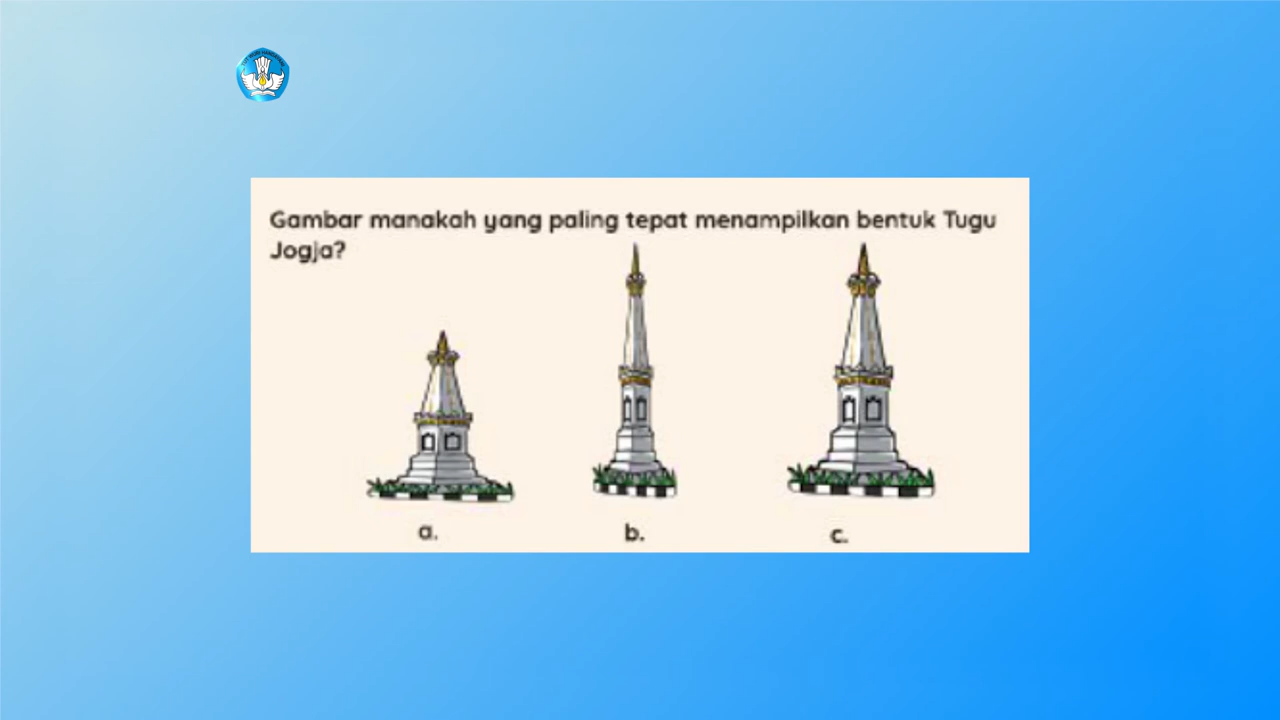 Gambar manakah yang paling tepat menampilkan bentuk Tugu
Jogja?
a.
b.
c.